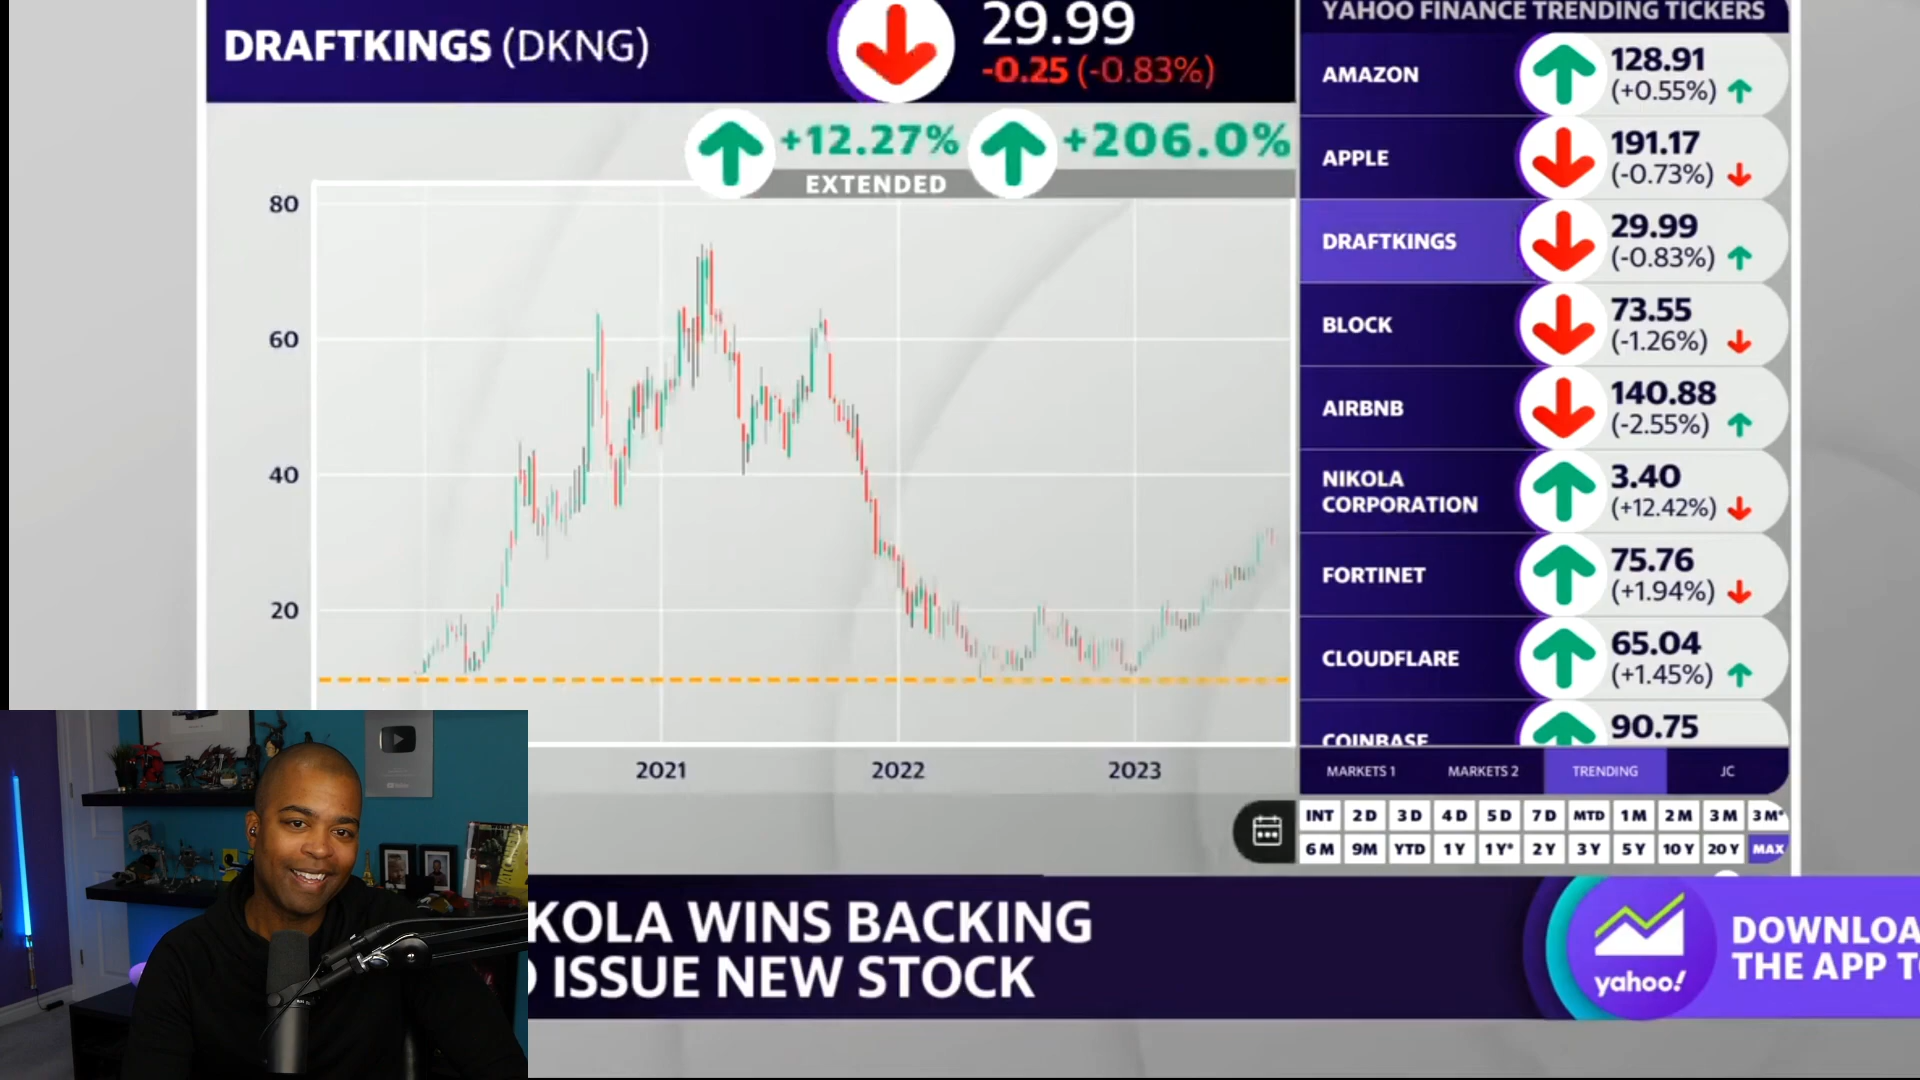 DRAFTKINGS (DKNG)
29.99
-0.25 (-0.83%)
+12.27%
EXTENDED
+206.0%
80
60
40
20
2021
2022
2023
YAHOO FINANCE TRENDING TICKERS
AMAZON
128.91
(+0.55%)
APPLE
191.17
(-0.73%)
DRAFTKINGS
29.99
(-0.83%)
BLOCK
73.55
(-1.26%)
AIRBNB
140.88
(-2.55%)
NIKOLA
CORPORATION
3.40
(+12.42%)
FORTINET
75.76
(+1.94%)
CLOUDFLARE
65.04
(+1.45%)
COINBASE
90.75
MARKETS 1 MARKETS 2 TRENDING JC
INT 2D 3D 4D 5D 7D MTD 1M 2M 3M 3M*
6M 9M YTD 1Y 1Y* 2Y 3Y 5Y 10Y 20Y MAX
KOLA WINS BACKING
O ISSUE NEW STOCK
yahoo!
DOWNLOA
THE APP T